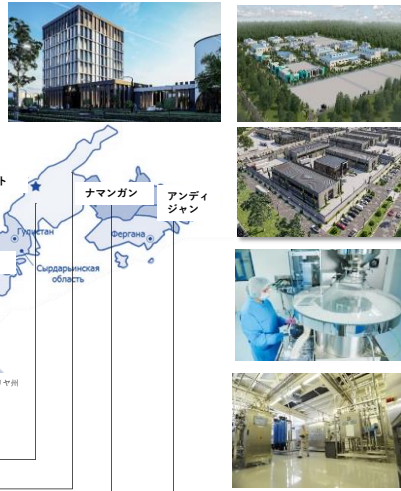 ト
ナマンガン
アンディ
ジャン
Гулистан
Фергана
Сырдарьинская
область
ヤ州